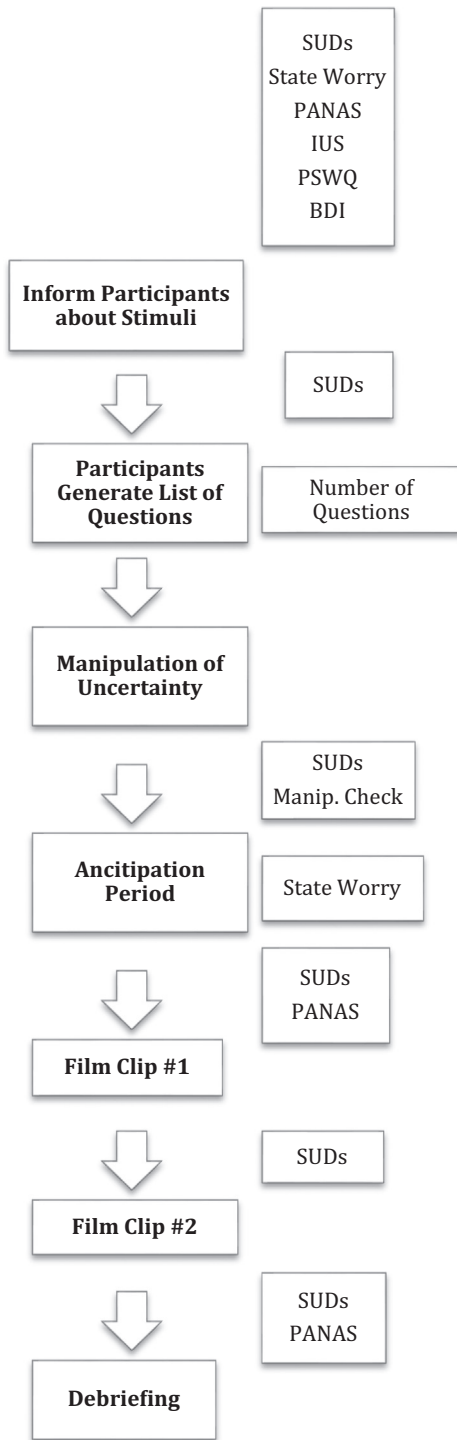 SUDs
State Worry
PANAS
IUS
PSWQ
BDI
Inform Participants
about Stimuli
SUDs
Participants
Generate List of
Questions
Number of
Questions
Manipulation of
Uncertainty
SUDs
Manip. Check
Ancitipation
Period
State Worry
SUDs
PANAS
Film Clip #1
SUDs
Film Clip #2
SUDs
PANAS
Debriefing